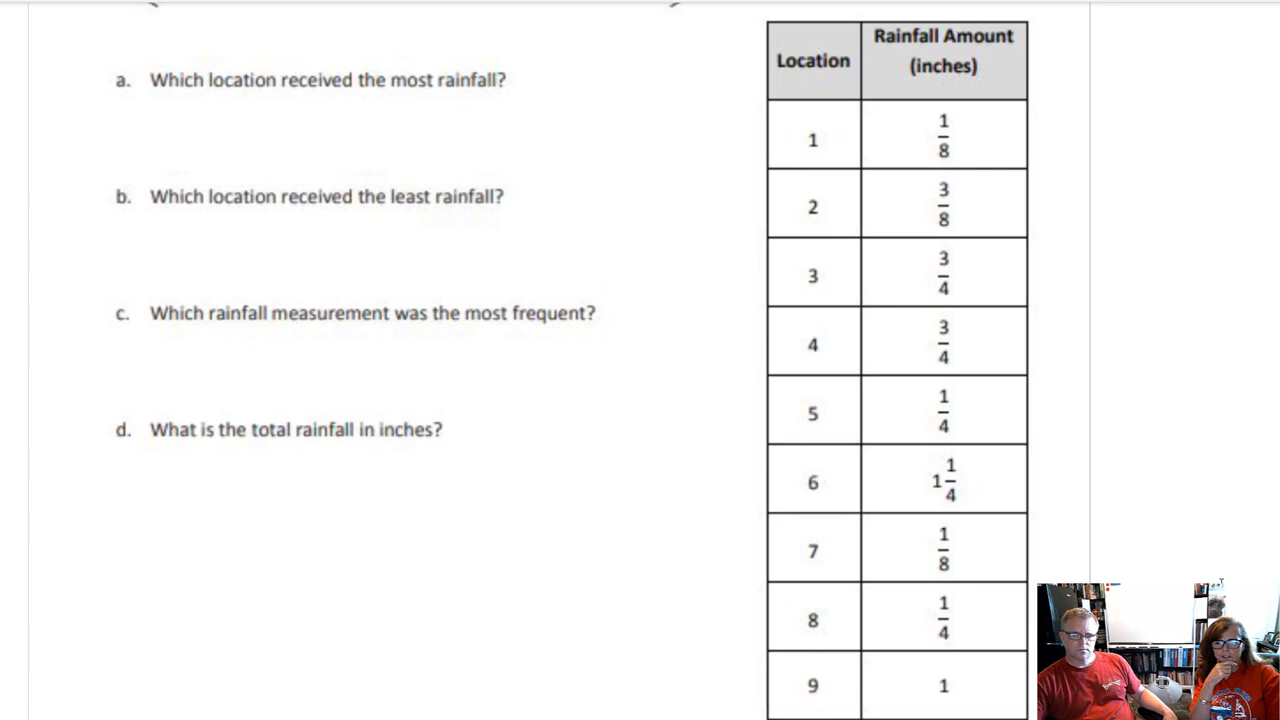 a. Which location received the most rainfall?
b. Which location received the least rainfall?
c. Which rainfall measurement was the most frequent?
d. What is the total rainfall in inches?
Location Rainfall Amount (inches)
1 1/8
2 3/8
3 3/4
4 3/4
5 1/4
6 1 1/4
7 1/8
8 1/4
9 1